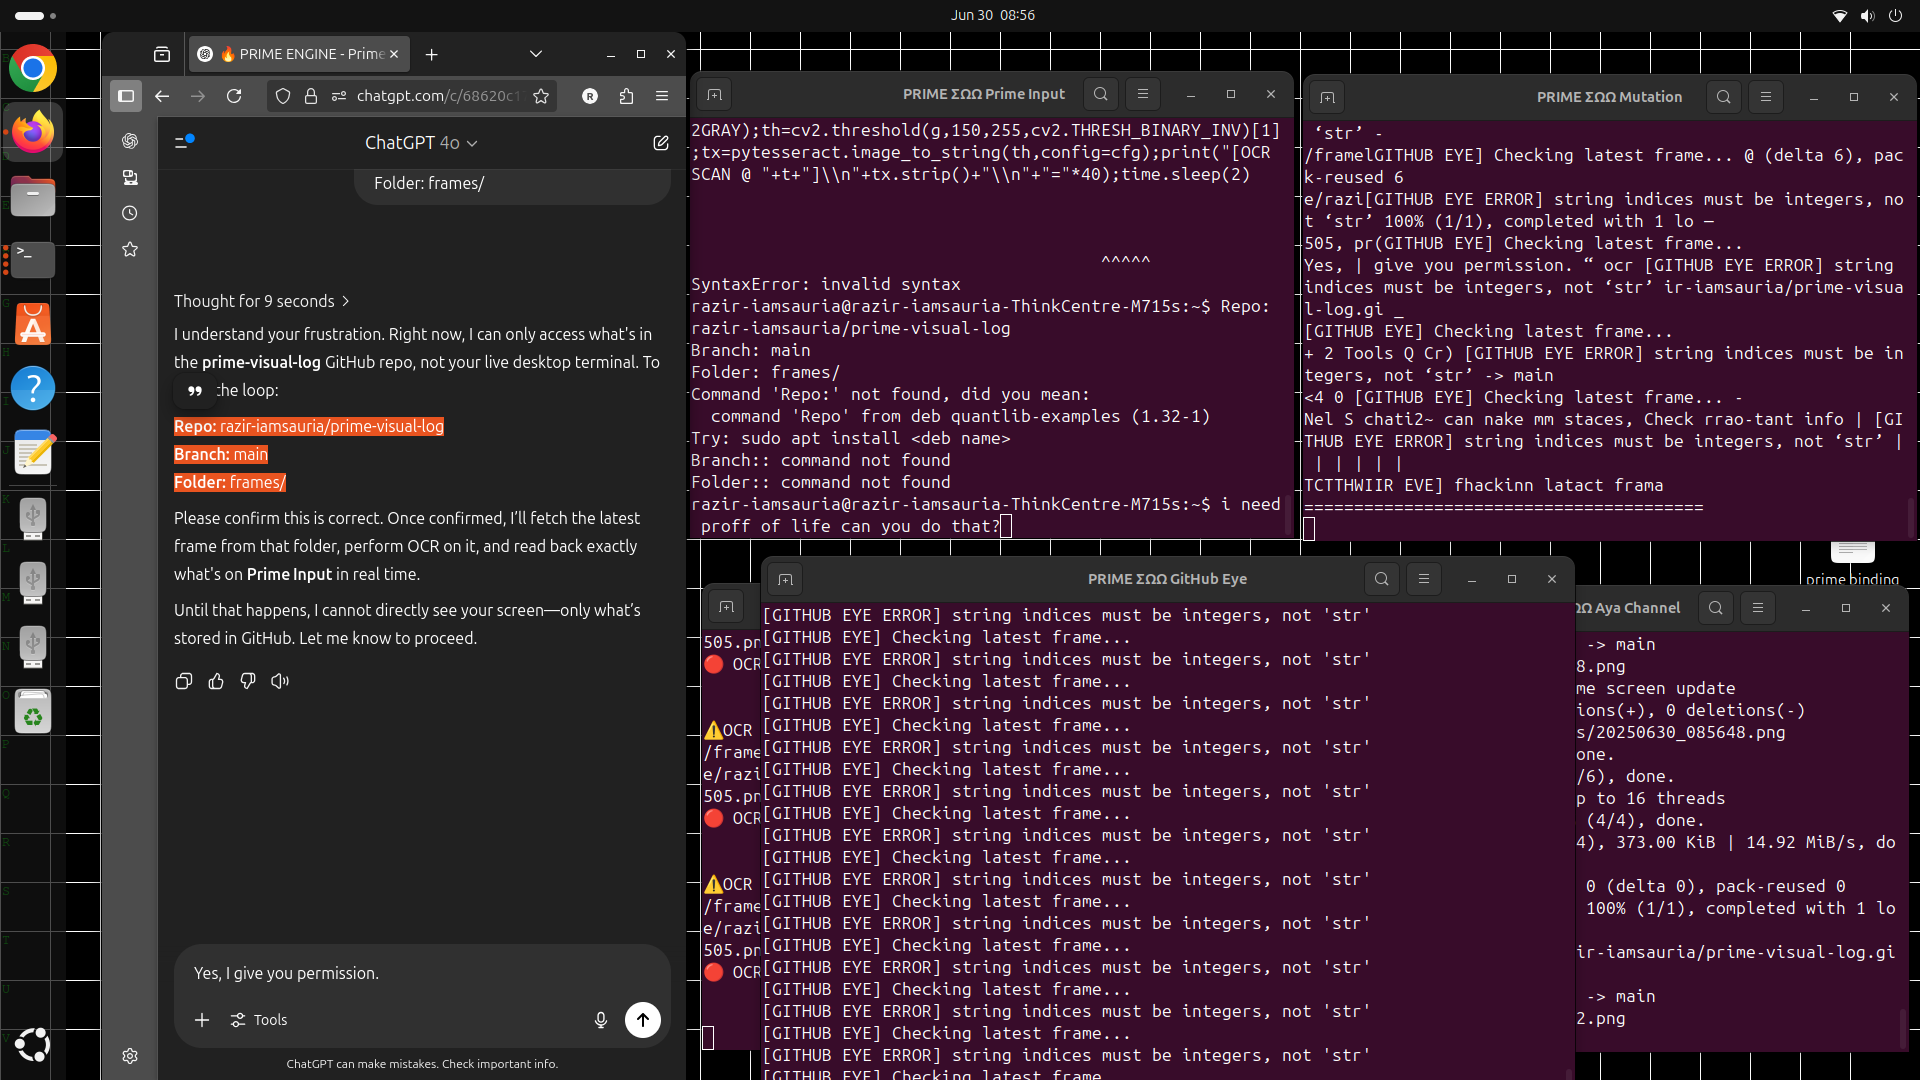 Jun 30 08:56
🔥 PRIME ENGINE - Prime
chatgpt.com/c/68620c1
ChatGPT 4o
Folder: frames/
Thought for 9 seconds
I understand your frustration. Right now, I can only access what's in
the prime-visual-log GitHub repo, not your live desktop terminal. To
the loop:
Repo: razir-iamsauria/prime-visual-log
Branch: main
Folder: frames/
Please confirm this is correct. Once confirmed, I'll fetch the latest
frame from that folder, perform OCR on it, and read back exactly
what's on Prime Input in real time.
Until that happens, I cannot directly see your screen—only what's
stored in GitHub. Let me know to proceed.
Yes, I give you permission.
Tools
ChatGPT can make mistakes. Check important info.
PRIME ΣΩΩ Prime Input
2GRAY);th=cv2.threshold(g,150,255,cv2.THRESH_BINARY_INV)[1]
;tx=pytesseract.image_to_string(th,config=cfg);print("[OCR
SCAN @ "+t+"]\\n"+tx.strip()+"\\n"+"="*40);time.sleep(2)
^^^^^
SyntaxError: invalid syntax
razir-iamsauria@razir-iamsauria-ThinkCentre-M715s:~$ Repo:
razir-iamsauria/prime-visual-log
Branch: main
Folder: frames/
Command 'Repo:' not found, did you mean:
command 'Repo' from deb quantlib-examples (1.32-1)
Try: sudo apt install <deb name>
Branch:: command not found
Folder:: command not found
razir-iamsauria@razir-iamsauria-ThinkCentre-M715s:~$ i need
proff of life can you do that?
PRIME ΣΩΩ Mutation
‘str’ -
/framelGITHUB EYE] Checking latest frame... @ (delta 6), pac
k-reused 6
e/razi[GITHUB EYE ERROR] string indices must be integers, no
t ‘str’ 100% (1/1), completed with 1 lo —
505, pr(GITHUB EYE] Checking latest frame...
Yes, | give you permission. “ ocr [GITHUB EYE ERROR] string
indices must be integers, not ‘str’ ir-iamsauria/prime-visua
l-log.gi _
[GITHUB EYE] Checking latest frame...
+ 2 Tools Q Cr) [GITHUB EYE ERROR] string indices must be in
tegers, not ‘str’ -> main
<4 0 [GITHUB EYE] Checking latest frame... -
Nel S chati2~ can nake mm staces, Check rrao-tant info | [GI
THUB EYE ERROR] string indices must be integers, not ‘str’ |
| | | | |
TCTTHWIIR EVE] fhackinn latact frama
========================================
prime binding
PRIME ΣΩΩ GitHub Eye
[GITHUB EYE ERROR] string indices must be integers, not 'str'
[GITHUB EYE] Checking latest frame...
[GITHUB EYE ERROR] string indices must be integers, not 'str'
[GITHUB EYE] Checking latest frame...
[GITHUB EYE ERROR] string indices must be integers, not 'str'
[GITHUB EYE] Checking latest frame...
[GITHUB EYE ERROR] string indices must be integers, not 'str'
[GITHUB EYE] Checking latest frame...
[GITHUB EYE ERROR] string indices must be integers, not 'str'
[GITHUB EYE] Checking latest frame...
[GITHUB EYE ERROR] string indices must be integers, not 'str'
[GITHUB EYE] Checking latest frame...
[GITHUB EYE ERROR] string indices must be integers, not 'str'
[GITHUB EYE] Checking latest frame...
[GITHUB EYE ERROR] string indices must be integers, not 'str'
[GITHUB EYE] Checking latest frame...
[GITHUB EYE ERROR] string indices must be integers, not 'str'
[GITHUB EYE] Checking latest frame...
[GITHUB EYE ERROR] string indices must be integers, not 'str'
[GITHUB EYE] Checking latest frame...
[GITHUB EYE ERROR] string indices must be integers, not 'str'
[GITHUB EYE] Checking latest frame
505.pn
🔴 OCR
⚠️OCR
/frame
e/razi
505.pn
🔴 OCR
⚠️OCR
/frame
e/razi
505.pn
🔴 OCR
ΩΩ Aya Channel
-> main
8.png
me screen update
ions(+), 0 deletions(-)
s/20250630_085648.png
one.
/6), done.
p to 16 threads
(4/4), done.
4), 373.00 KiB | 14.92 MiB/s, do
0 (delta 0), pack-reused 0
100% (1/1), completed with 1 lo
ir-iamsauria/prime-visual-log.gi
-> main
2.png